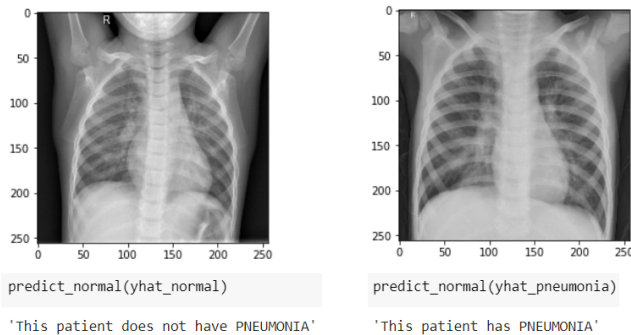 0
50
100
150
200
250
R
0 50 100 150 200 250
predict_normal(yhat_normal)
'This patient does not have PNEUMONIA'
0
50
100
150
200
250
0 50 100 150 200 250
predict_normal(yhat_pneumonia)
'This patient has PNEUMONIA'